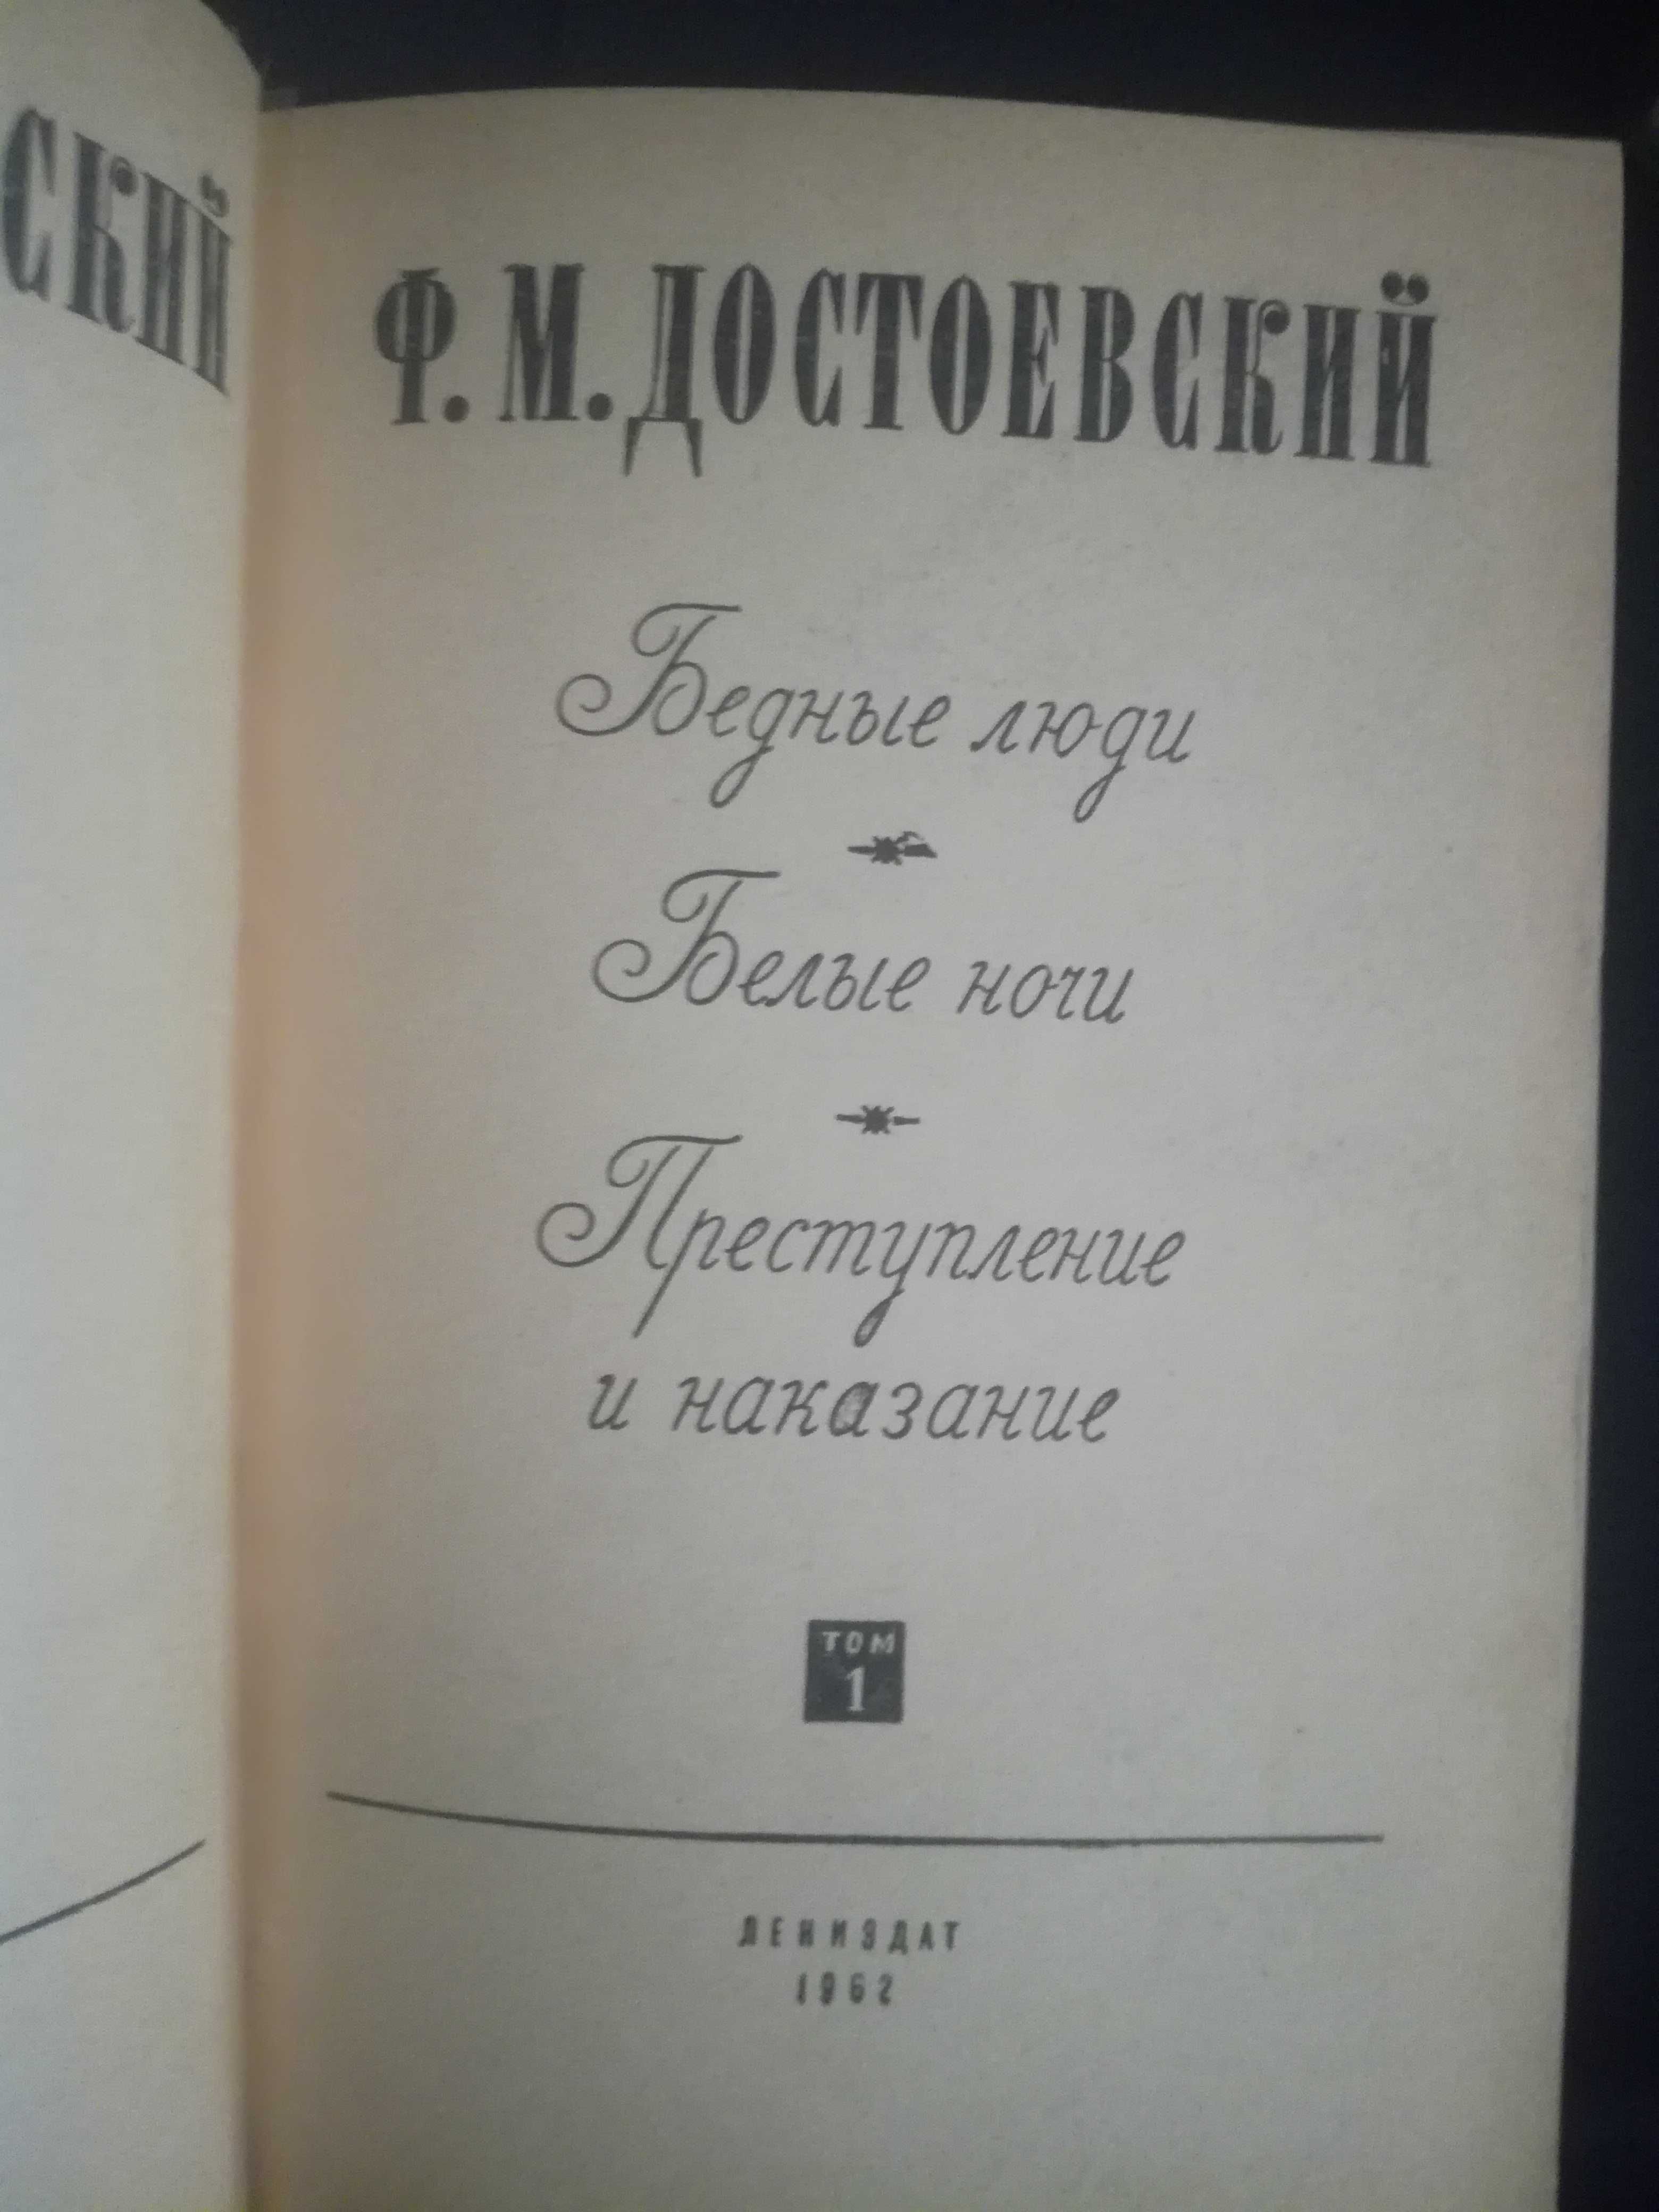 ский
Ф. М. ДОСТОЕВСКИЙ
Бедные люди
Белые ночи
Преступление
и наказание
ТОМ
1
ЛЕНИЗДАТ
1962